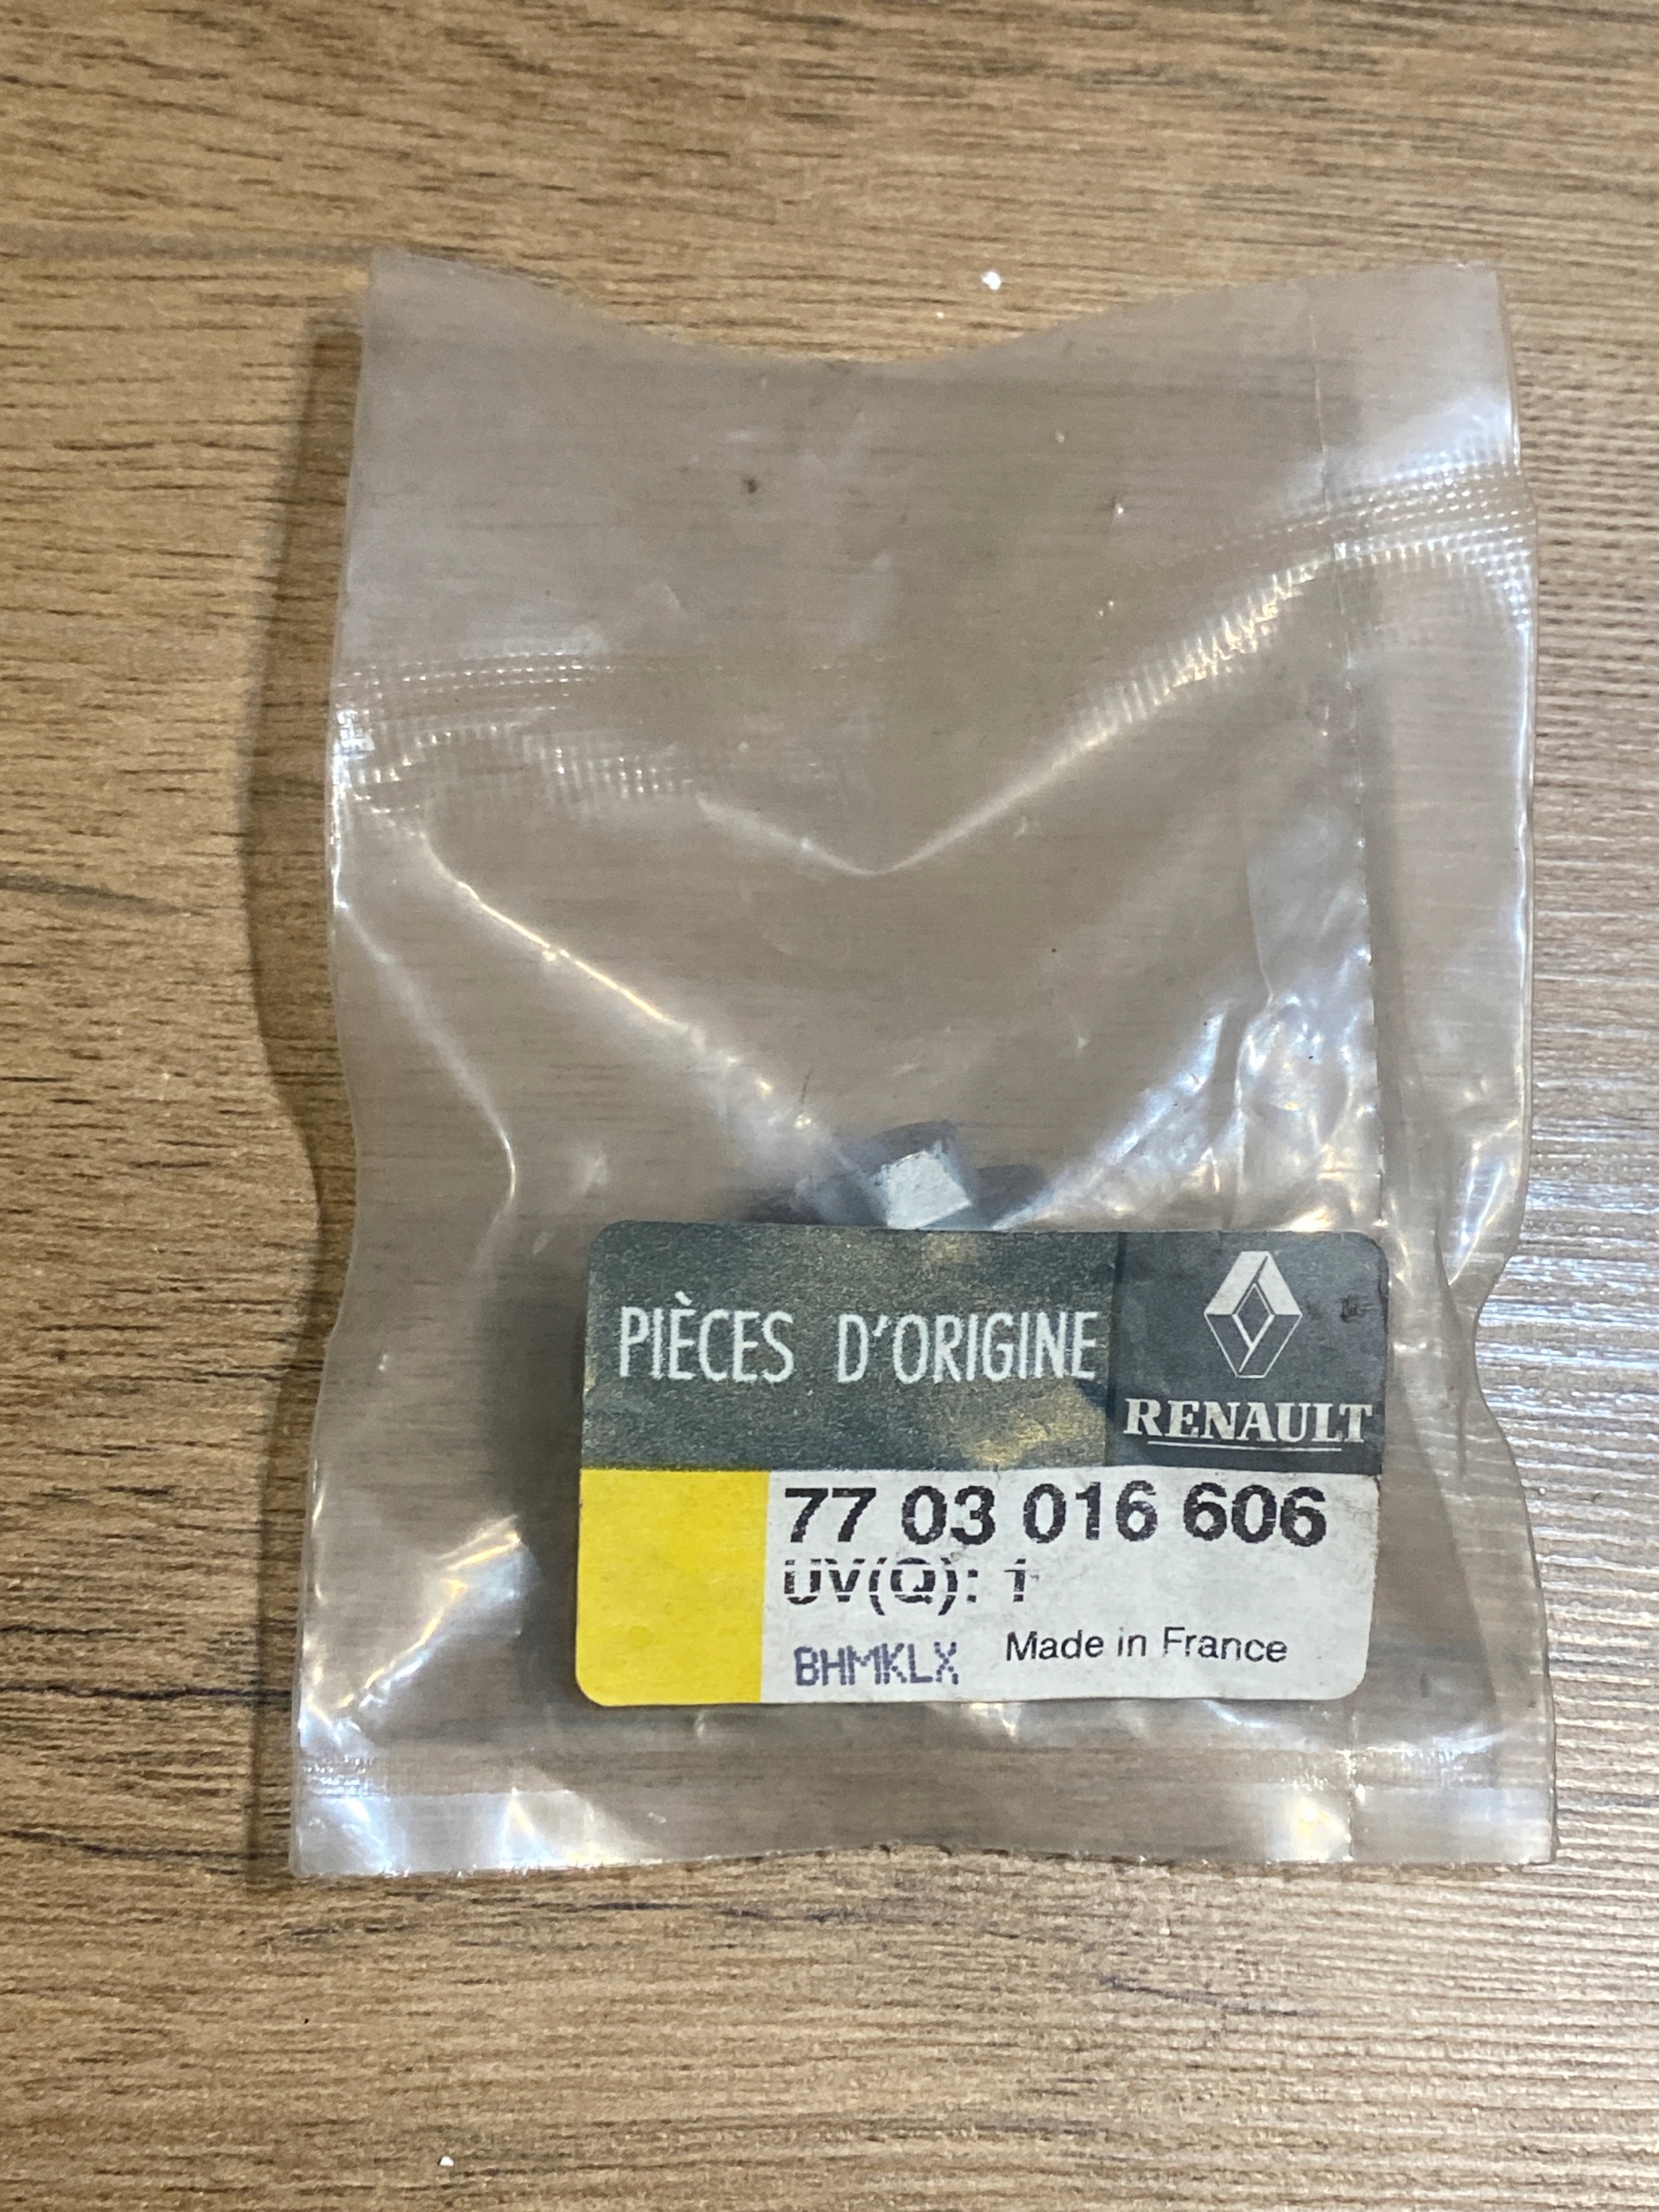 PIÈCES D'ORIGINE
RENAULT
77 03 016 606
UV(Q): 1
BHMKLX Made in France